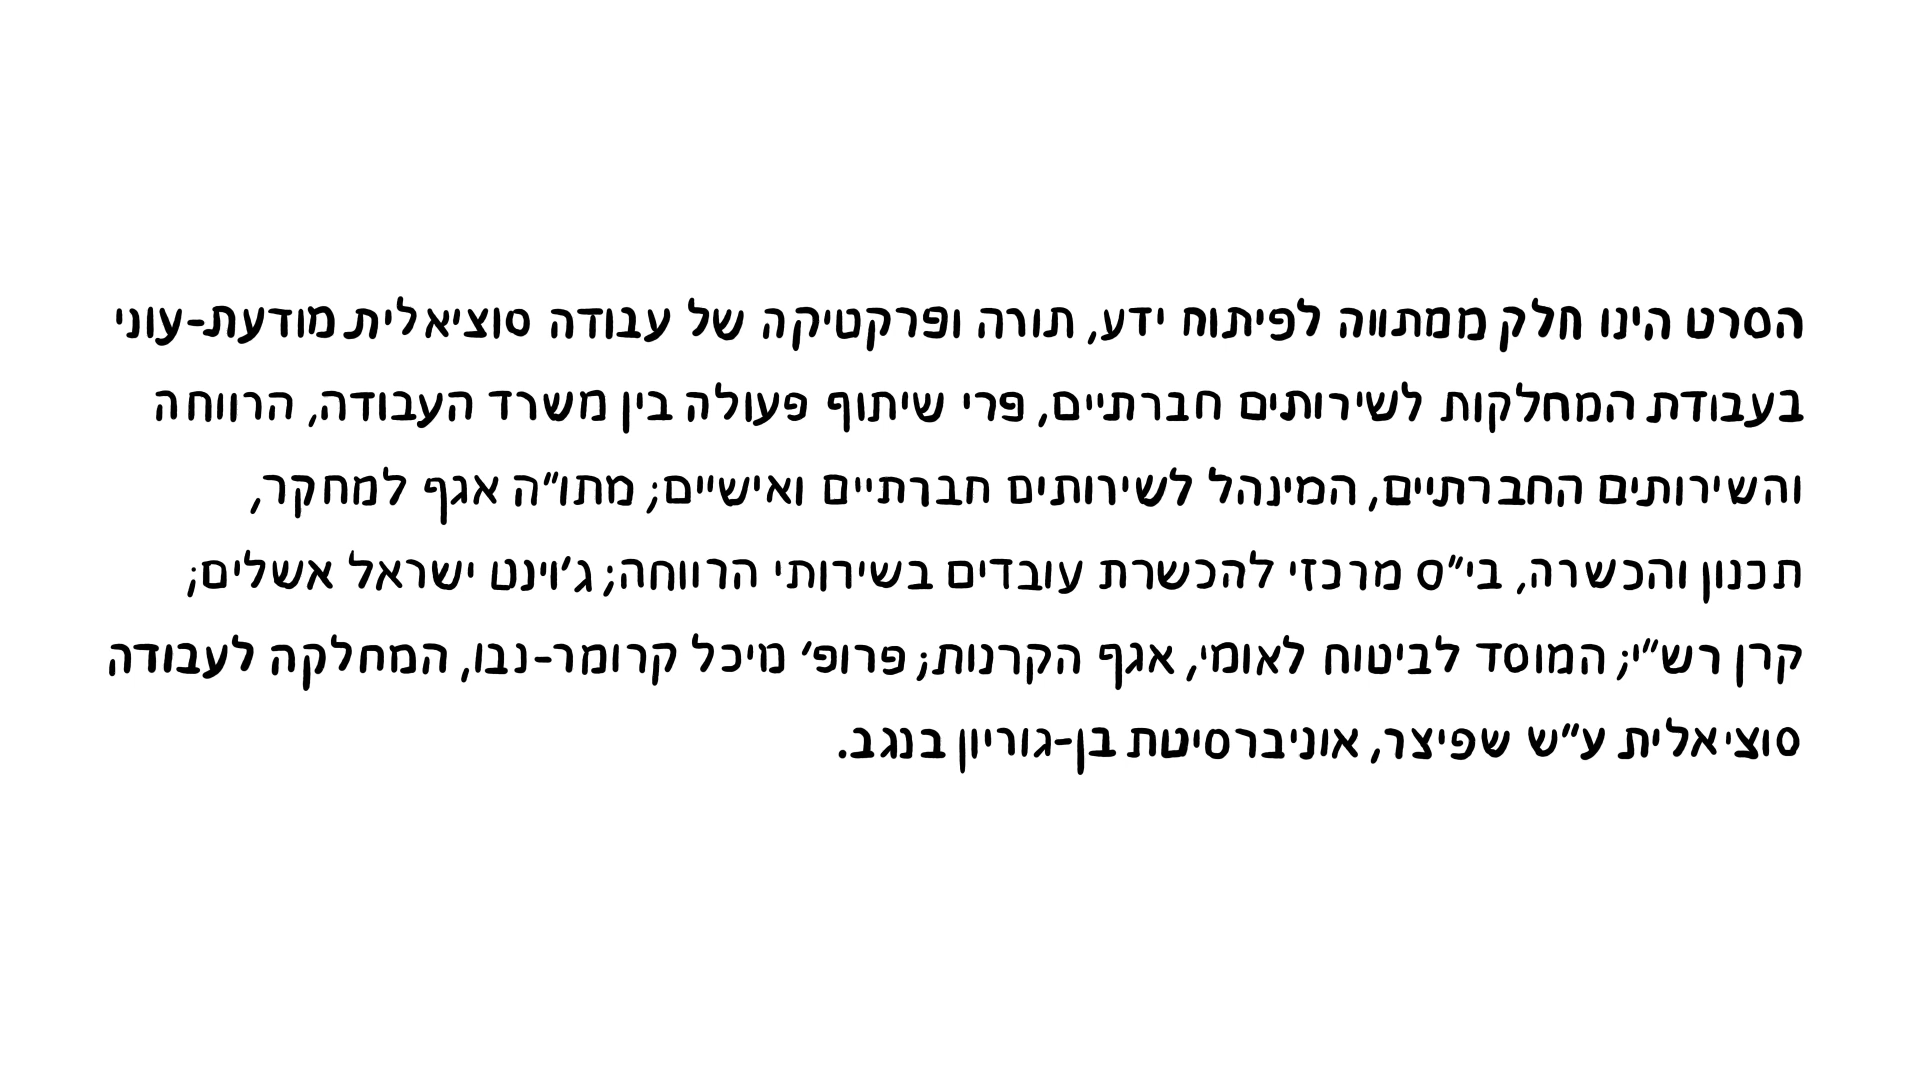 הסרט הינו חלק ממתווה לפיתוח ידע, תורה ופרקטיקה של עבודה סוציאלית מודעת-עוני
בעבודת המחלקות לשירותים חברתיים, פרי שיתוף פעולה בין משרד העבודה, הרווחה
והשירותים החברתיים, המינהל לשירותים חברתיים ואישיים; מתו"ה אגף למחקר,
תכנון והכשרה, בי"ס מרכזי להכשרת עובדים בשירותי הרווחה; ג'וינט ישראל אשלים;
קרן רש"י; המוסד לביטוח לאומי, אגף הקרנות; פרופ' מיכל קרומר-נבו, המחלקה לעבודה
סוציאלית ע"ש שפיצר, אוניברסיטת בן-גוריון בנגב.